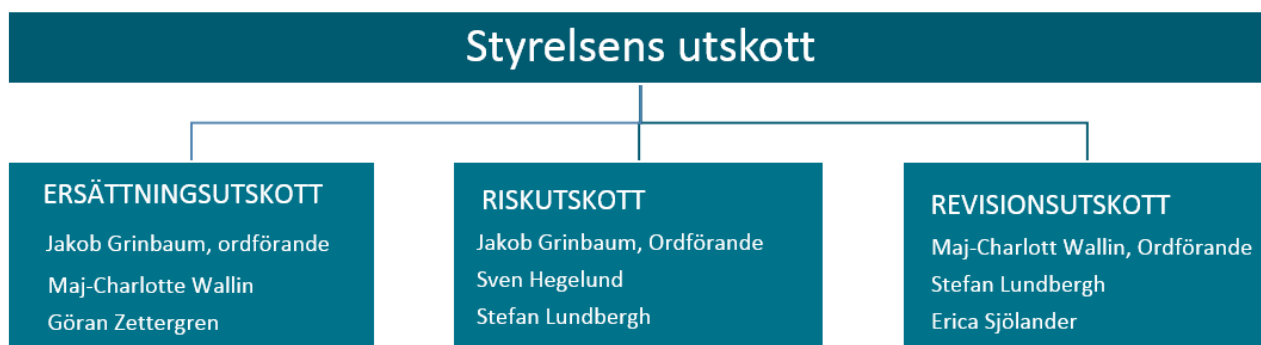 Styrelsens utskott
ERSÄTTNINGSUTSKOTT
Jakob Grinbaum, ordförande
Maj-Charlotte Wallin
Göran Zettergren
RISKUTSKOTT
Jakob Grinbaum, Ordförande
Sven Hegelund
Stefan Lundbergh
REVISIONSUTSKOTT
Maj-Charlott Wallin, Ordförande
Stefan Lundbergh
Erica Sjölander